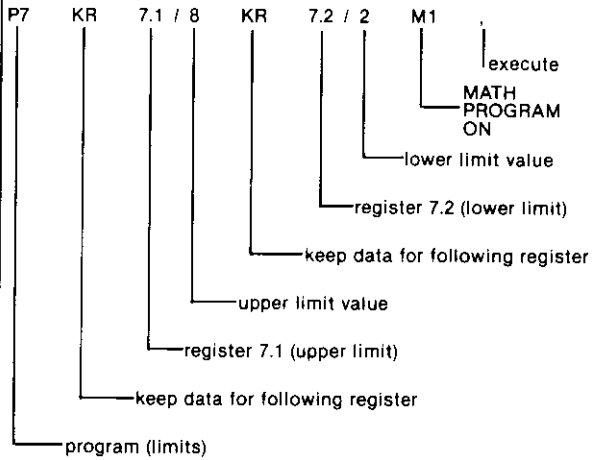 P7 KR 7.1 / 8 KR 7.2 / 2 M1 ,
execute
MATH
PROGRAM
ON
lower limit value
register 7.2 (lower limit)
keep data for following register
upper limit value
register 7.1 (upper limit)
keep data for following register
program (limits)